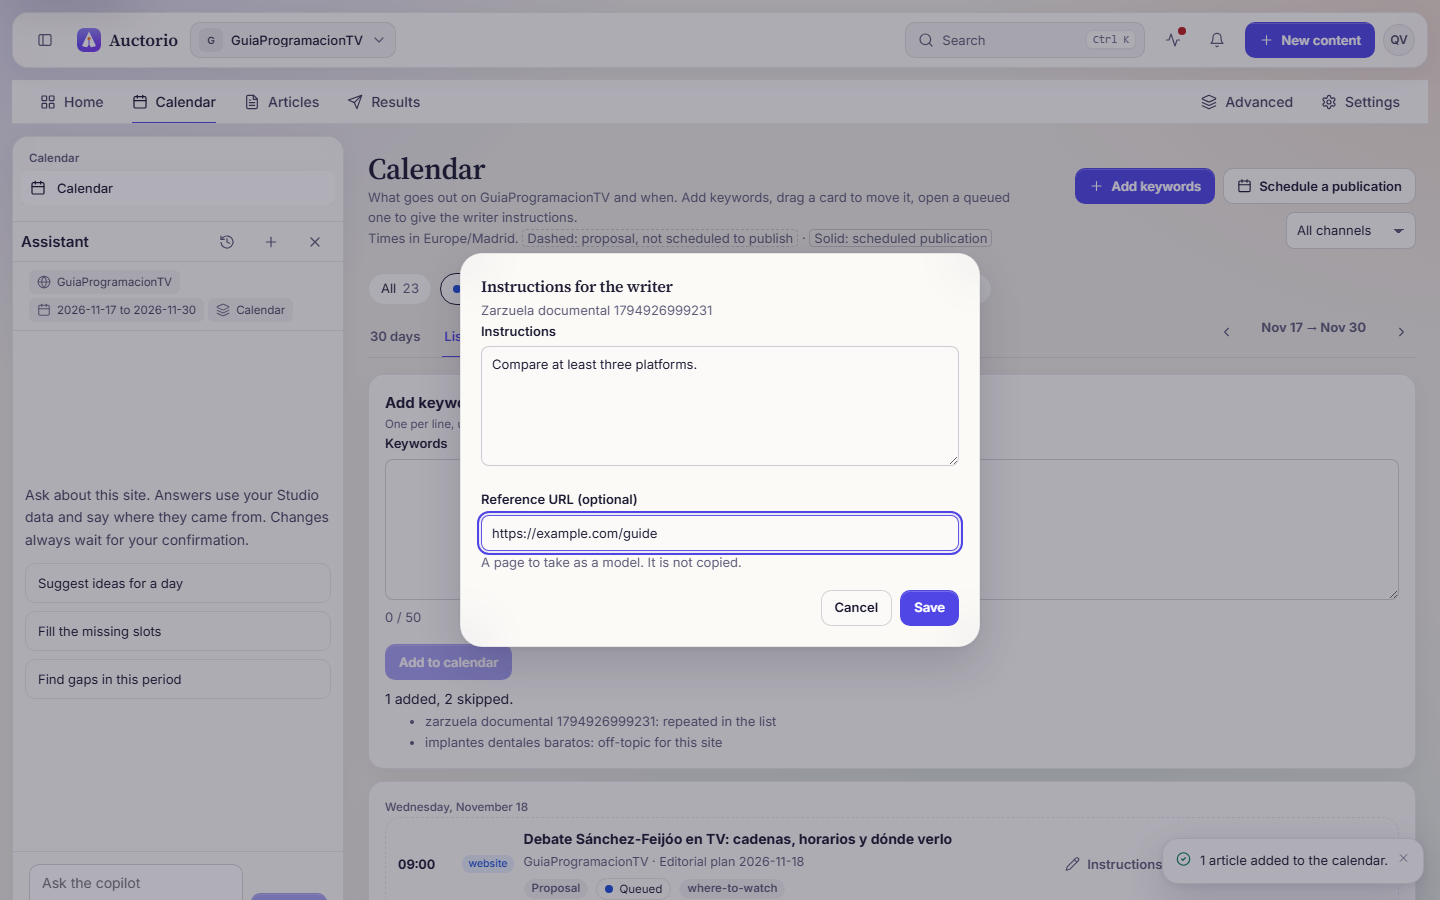 Auctorio
G GuiaProgramacionTV
Search Ctrl K
New content
QV
Home
Calendar
Articles
Results
Advanced
Settings
Calendar
Calendar
Assistant
GuiaProgramacionTV
2026-11-17 to 2026-11-30
Calendar
Ask about this site. Answers use your Studio
data and say where they came from. Changes
always wait for your confirmation.
Suggest ideas for a day
Fill the missing slots
Find gaps in this period
Ask the copilot
Calendar
What goes out on GuiaProgramacionTV and when. Add keywords, drag a card to move it, open a queued
one to give the writer instructions.
Times in Europe/Madrid. Dashed: proposal, not scheduled to publish · Solid: scheduled publication
Add keywords
Schedule a publication
All channels
All 23
30 days
Nov 17 → Nov 30
One per line,
Keywords
0 / 50
Add to calendar
1 added, 2 skipped.
• zarzuela documental 1794926999231: repeated in the list
• implantes dentales baratos: off-topic for this site
Wednesday, November 18
09:00
website
Debate Sánchez-Feijóo en TV: cadenas, horarios y dónde verlo
GuiaProgramacionTV · Editorial plan 2026-11-18
Proposal
Queued
where-to-watch
Instructions
Instructions for the writer
Zarzuela documental 1794926999231
Instructions
Compare at least three platforms.
Reference URL (optional)
https://example.com/guide
A page to take as a model. It is not copied.
Cancel
Save
1 article added to the calendar.